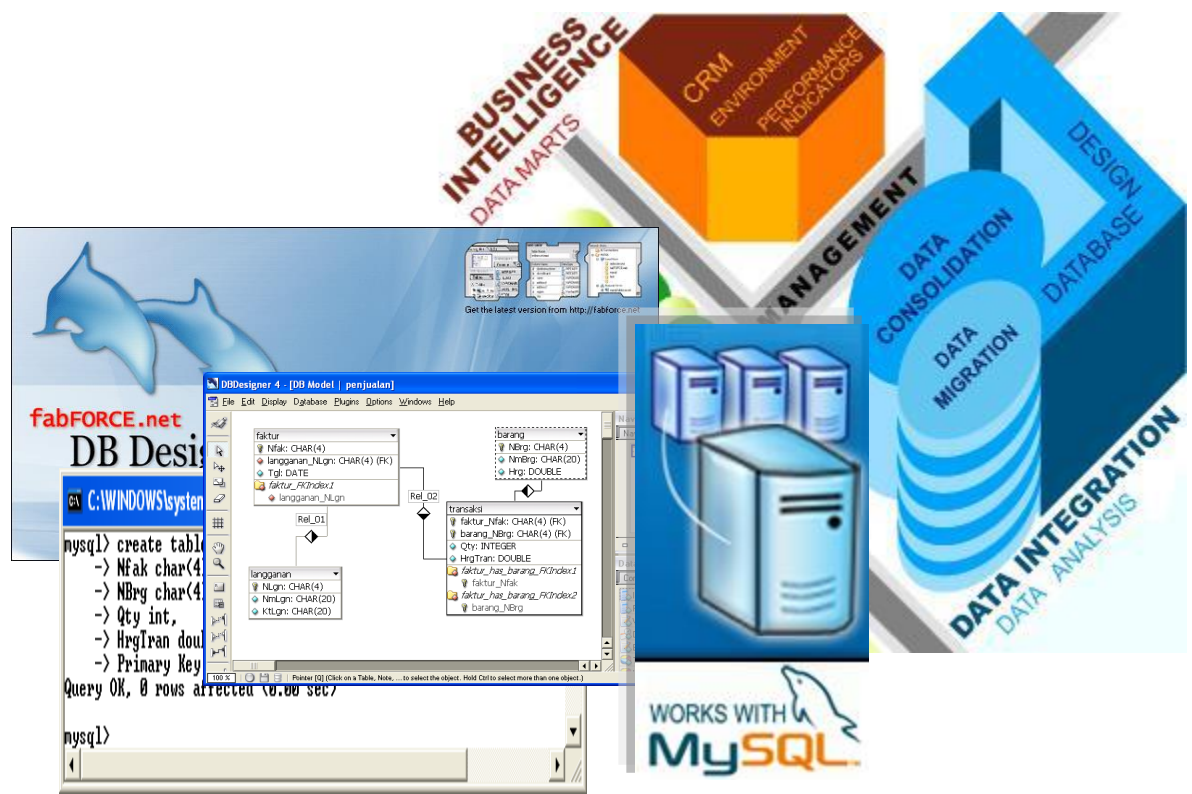 BUSINESS
INTELLIGENCE
DATA MARTS
CRM
ENVIRONMENT
PERFORMANCE
INDICATORS
MANAGEMENT
DESIGN
DATABASE
DATA
CONSOLIDATION
DATA
MIGRATION
DATA INTEGRATION
DATA ANALYSIS
Get the latest version from http://fabforce.net
fabFORCE.net
DB Desi
DBDesigner 4 - [DB Model | penjualan]
File Edit Display Database Plugins Options Windows Help
faktur
Nfak: CHAR(4)
langganan_NLgn: CHAR(4) (FK)
Tgl: DATE
faktur_FKIndex1
langganan_NLgn
Rel_01
langganan
NLgn: CHAR(4)
NmLgn: CHAR(20)
KtLgn: CHAR(20)
Rel_02
barang
NBrg: CHAR(4)
NmBrg: CHAR(20)
Hrg: DOUBLE
transaksi
faktur_Nfak: CHAR(4) (FK)
barang_NBrg: CHAR(4) (FK)
Qty: INTEGER
HrgTran: DOUBLE
faktur_has_barang_FKIndex1
faktur_Nfak
faktur_has_barang_FKIndex2
barang_NBrg
100 %
Pointer [Q] (Click on a Table, Note, ... to select the object. Hold Ctrl to select more than one object.)
C:\WINDOWS\system
mysql> create table
-> Nfak char(4)
-> NBrg char(4)
-> Qty int,
-> HrgTran doul
-> Primary Key
Query OK, 0 rows affected (0.00 sec)
mysql>
WORKS WITH
MySQL